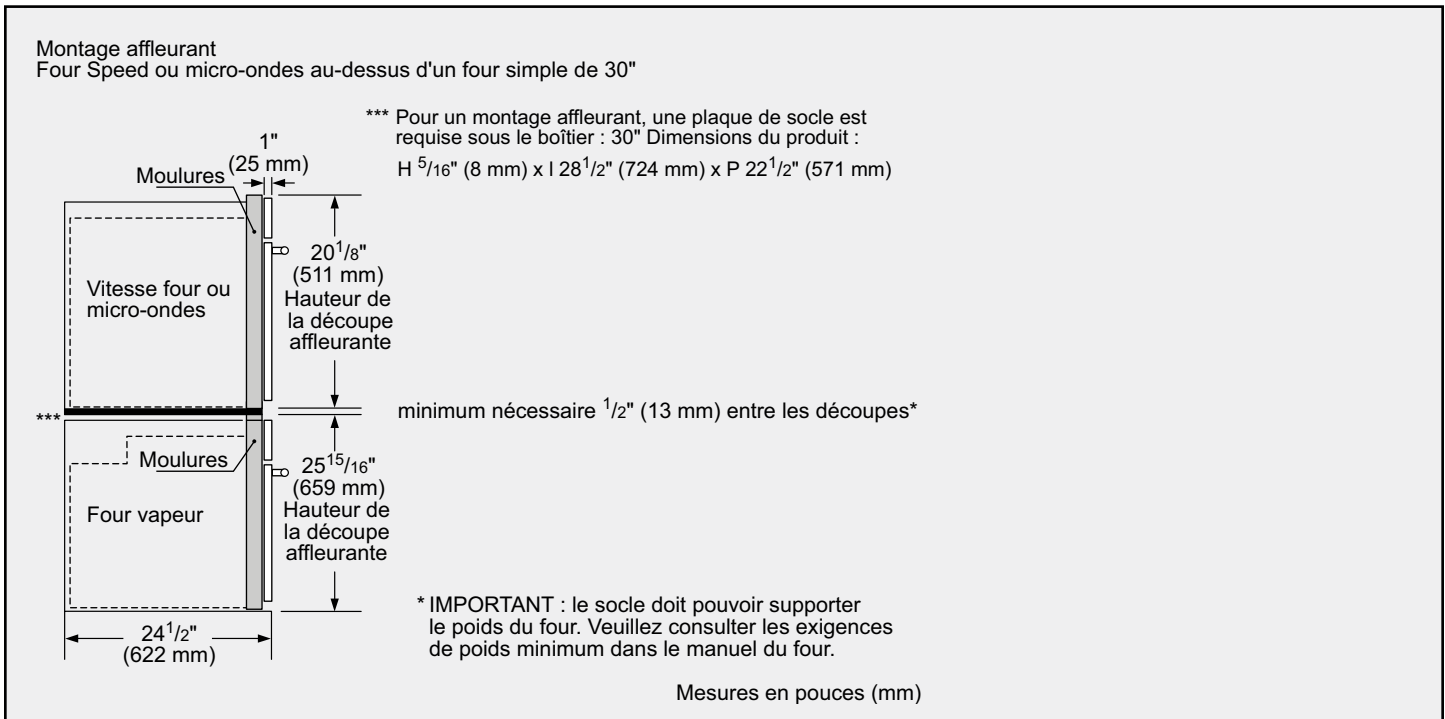 Montage affleurant
Four Speed ou micro-ondes au-dessus d'un four simple de 30"
*** Pour un montage affleurant, une plaque de socle est
requise sous le boîtier : 30" Dimensions du produit :
H 5/16" (8 mm) x l 28 1/2" (724 mm) x P 22 1/2" (571 mm)
1"
(25 mm)
Moulures
20 1/8"
(511 mm)
Hauteur de
la découpe
affleurante
Vitesse four ou
micro-ondes
***
minimum nécessaire 1/2" (13 mm) entre les découpes*
Moulures
25 15/16"
(659 mm)
Hauteur de
la découpe
affleurante
Four vapeur
24 1/2"
(622 mm)
* IMPORTANT : le socle doit pouvoir supporter
le poids du four. Veuillez consulter les exigences
de poids minimum dans le manuel du four.
Mesures en pouces (mm)